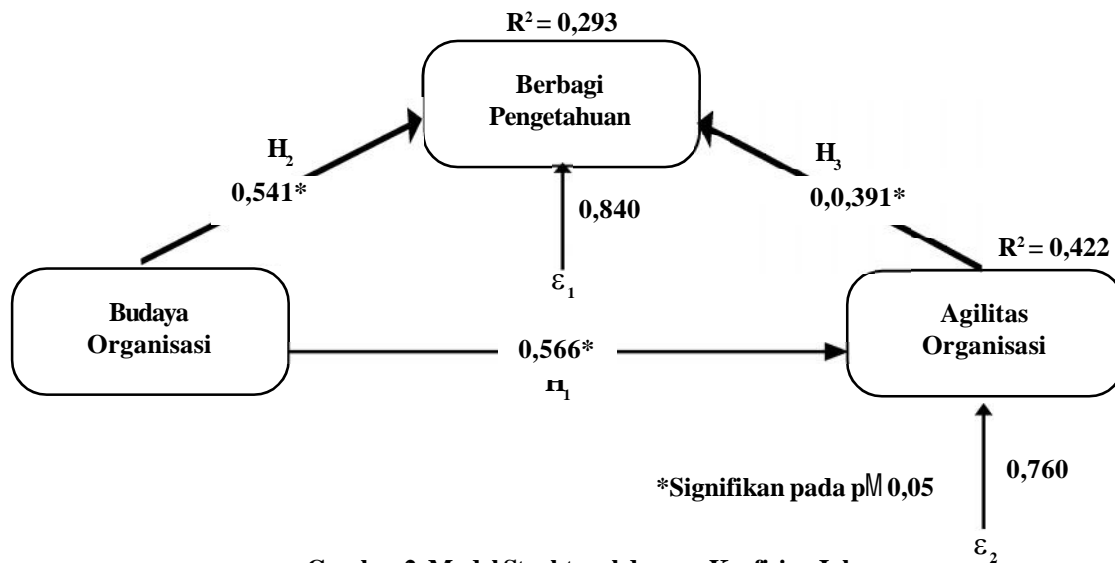 R² = 0,293
Berbagi
Pengetahuan
H₂
0,541*
H₃
0,0,391*
0,840
ε₁
R² = 0,422
Budaya
Organisasi
Agilitas
Organisasi
0,566*
H₁
0,760
*Signifikan pada pM 0,05
ε₂